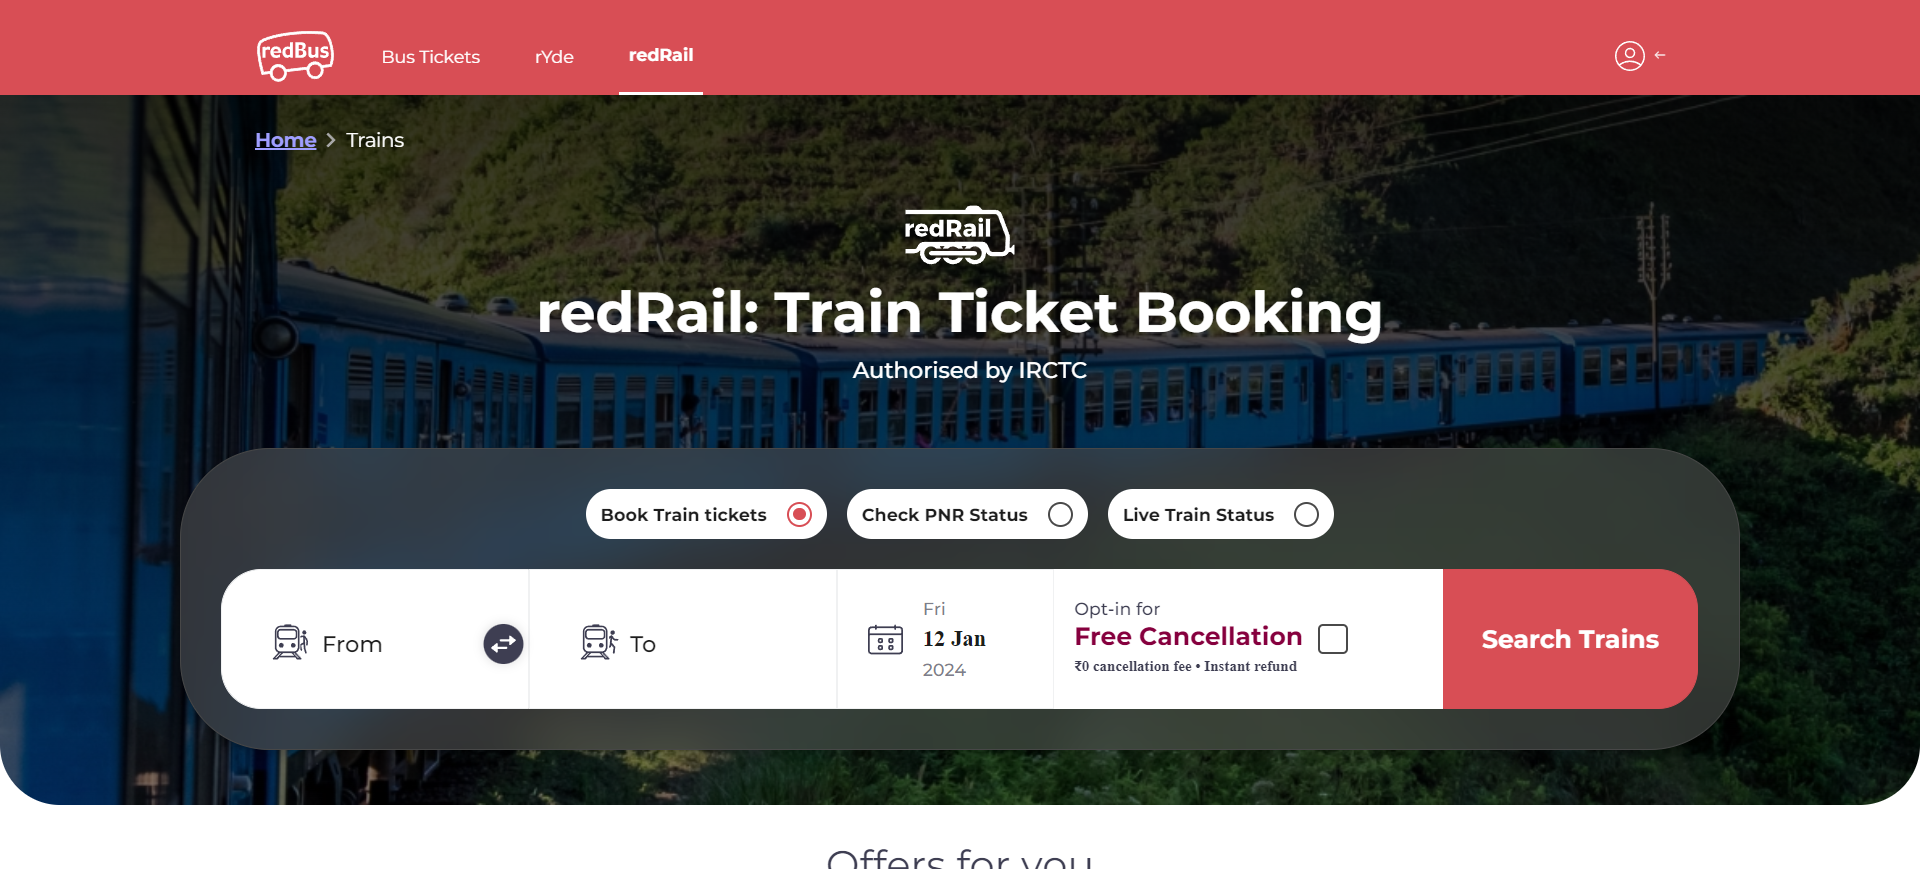 redBus
Bus Tickets
rYde
redRail
Home
Trains
redRail
redRail: Train Ticket Booking
Authorised by IRCTC
Book Train tickets
Check PNR Status
Live Train Status
From
To
Fri
12 Jan
2024
Opt-in for
Free Cancellation
₹0 cancellation fee • Instant refund
Search Trains
Offers for you